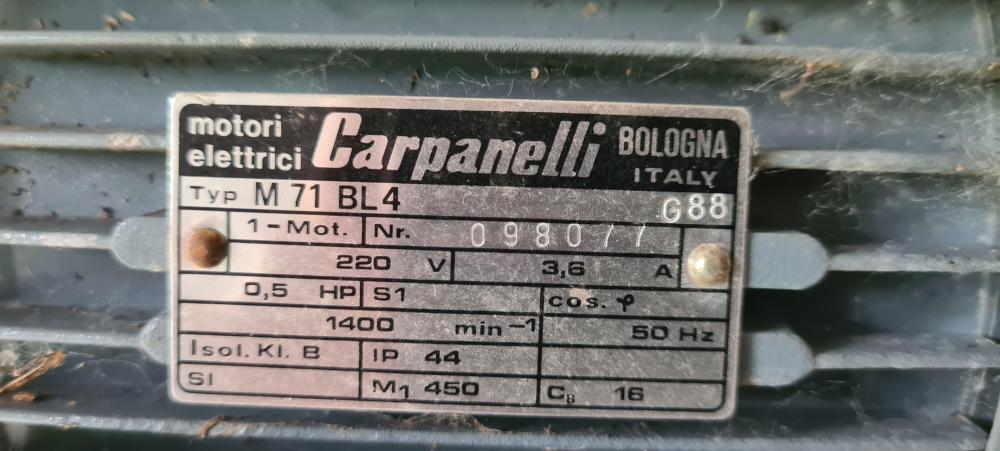 motori
elettrici Carpanelli BOLOGNA
ITALY
Typ M 71 BL4 G88
1-Mot. Nr. 098077
220 V 3,6 A
0,5 HP S1 cos. φ
1400 min⁻¹ 50 Hz
Isol. Kl. B IP 44
SI M1 450 CB 16